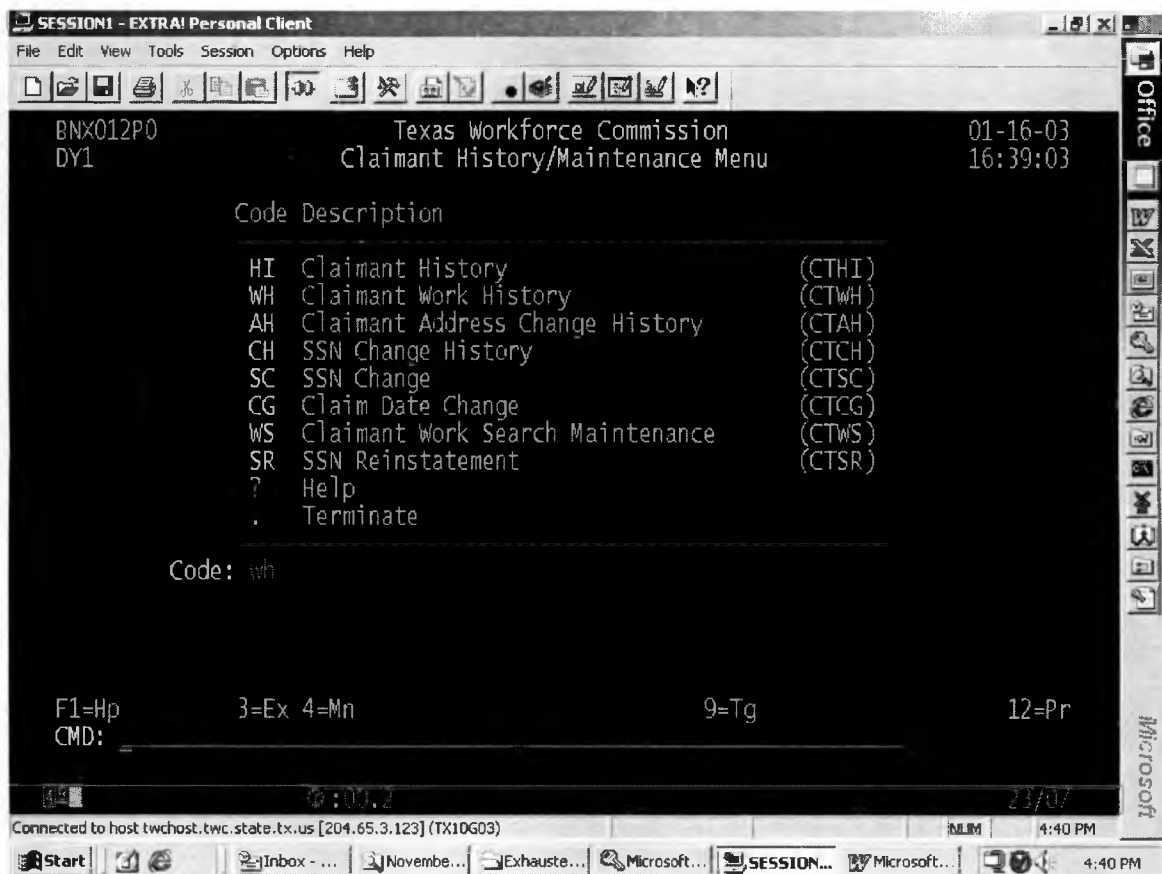 SESSION1 - EXTRA! Personal Client
File Edit View Tools Session Options Help
Office
BNX012P0 Texas Workforce Commission 01-16-03
DY1 Claimant History/Maintenance Menu 16:39:03
Code Description
HI Claimant History (CTHI)
WH Claimant Work History (CTWH)
AH Claimant Address Change History (CTAH)
CH SSN Change History (CTCH)
SC SSN Change (CTSC)
CG Claim Date Change (CTCG)
WS Claimant Work Search Maintenance (CTWS)
SR SSN Reinstatement (CTSR)
? Help
. Terminate
Code: wh
F1=Hp 3=Ex 4=Mn 9=Tg 12=Pr
CMD:
:00.2 23/07
Microsoft
Connected to host twchost.twc.state.tx.us [204.65.3.123] (TX10G03) NUM 4:40 PM
Start Inbox - ... Novembe... Exhauste... Microsoft... SESSION... Microsoft... 4:40 PM